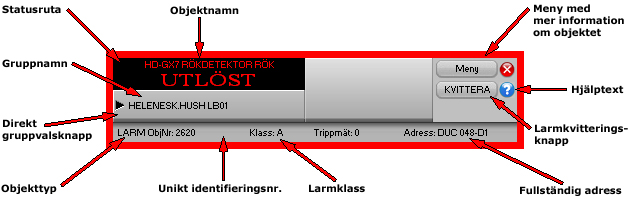 Statusruta
Objektnamn
Meny med
mer information
om objektet
HD-GX7 RÖKDETEKTOR RÖK
UTLÖST
Gruppnamn
Meny
KVITTERA
Hjälptext
HELENESK.HUSH LB01
Direkt
gruppvalsknapp
LARM ObjNr: 2620
Klass: A
Trippmät: 0
Adress: DUC 048-D1
Larmkvitterings-
knapp
Objekttyp
Unikt identifieringsnr.
Larmklass
Fullständig adress